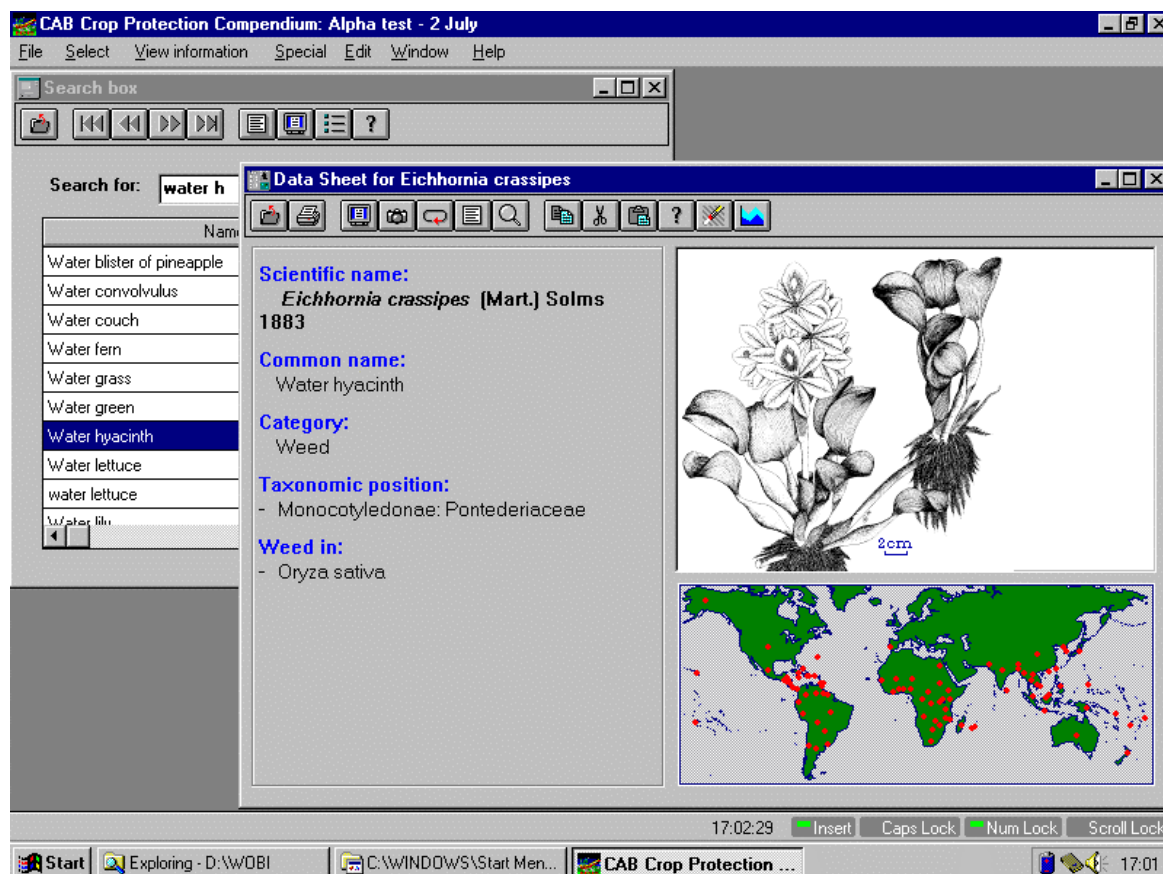 CAB Crop Protection Compendium: Alpha test - 2 July
File Select View information Special Edit Window Help
Search box
?
Search for: water h
Nam
Water blister of pineapple
Water convolvulus
Water couch
Water fern
Water grass
Water green
Water hyacinth
Water lettuce
water lettuce
Water lily
Data Sheet for Eichhornia crassipes
?
Scientific name:
Eichhornia crassipes (Mart.) Solms
1883
Common name:
Water hyacinth
Category:
Weed
Taxonomic position:
- Monocotyledonae: Pontederiaceae
Weed in:
- Oryza sativa
2cm
17:02:29 Insert Caps Lock Num Lock Scroll Lock
Start Exploring - D:\WOBI C:\WINDOWS\Start Men... CAB Crop Protection ... 17:01